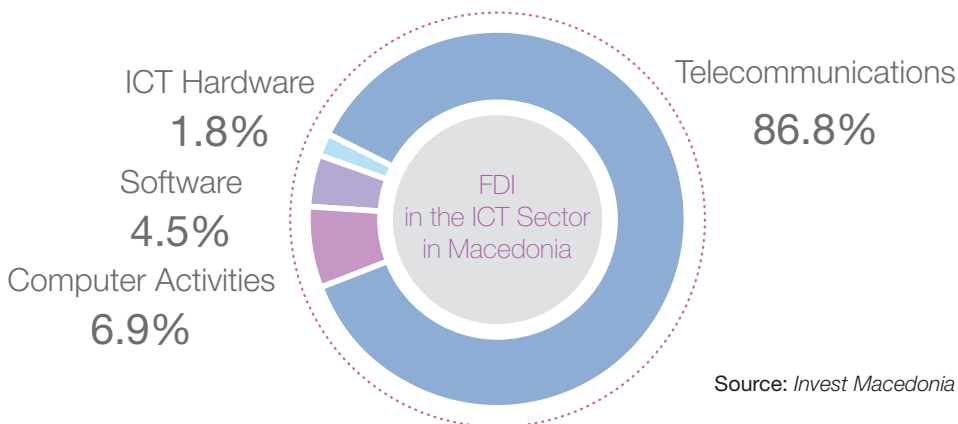 ICT Hardware
1.8%
Software
4.5%
Computer Activities
6.9%
FDI
in the ICT Sector
in Macedonia
Telecommunications
86.8%
Source: Invest Macedonia